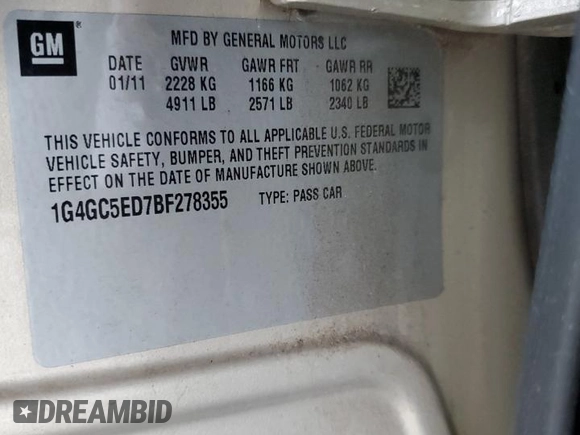 GM
®
MFD BY GENERAL MOTORS LLC
DATE GVWR GAWR FRT GAWR RR
01/11 2228 KG 1166 KG 1062 KG
4911 LB 2571 LB 2340 LB
THIS VEHICLE CONFORMS TO ALL APPLICABLE U.S. FEDERAL MOTOR
VEHICLE SAFETY, BUMPER, AND THEFT PREVENTION STANDARDS IN
EFFECT ON THE DATE OF MANUFACTURE SHOWN ABOVE.
1G4GC5ED7BF278355 TYPE: PASS CAR
DREAMBID